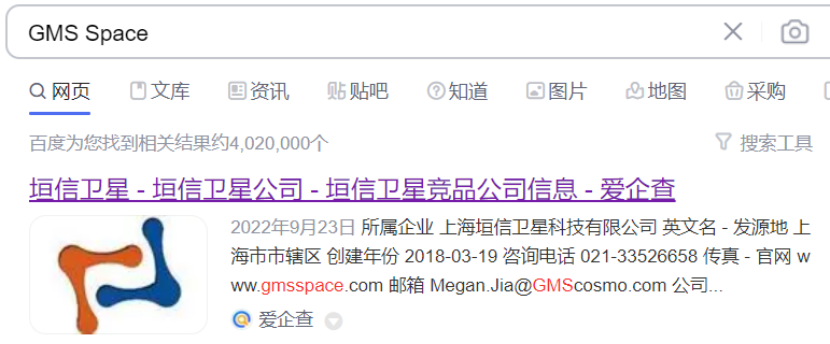 GMS Space
网页 文库 资讯 贴吧 知道 图片 地图 采购
百度为您找到相关结果约4,020,000个 搜索工具
垣信卫星 - 垣信卫星公司 - 垣信卫星竞品公司信息 - 爱企查
2022年9月23日 所属企业 上海垣信卫星科技有限公司 英文名 - 发源地 上
海市市辖区 创建年份 2018-03-19 咨询电话 021-33526658 传真 - 官网 w
ww.gmsspace.com 邮箱 Megan.Jia@GMScosmo.com 公司...
爱企查